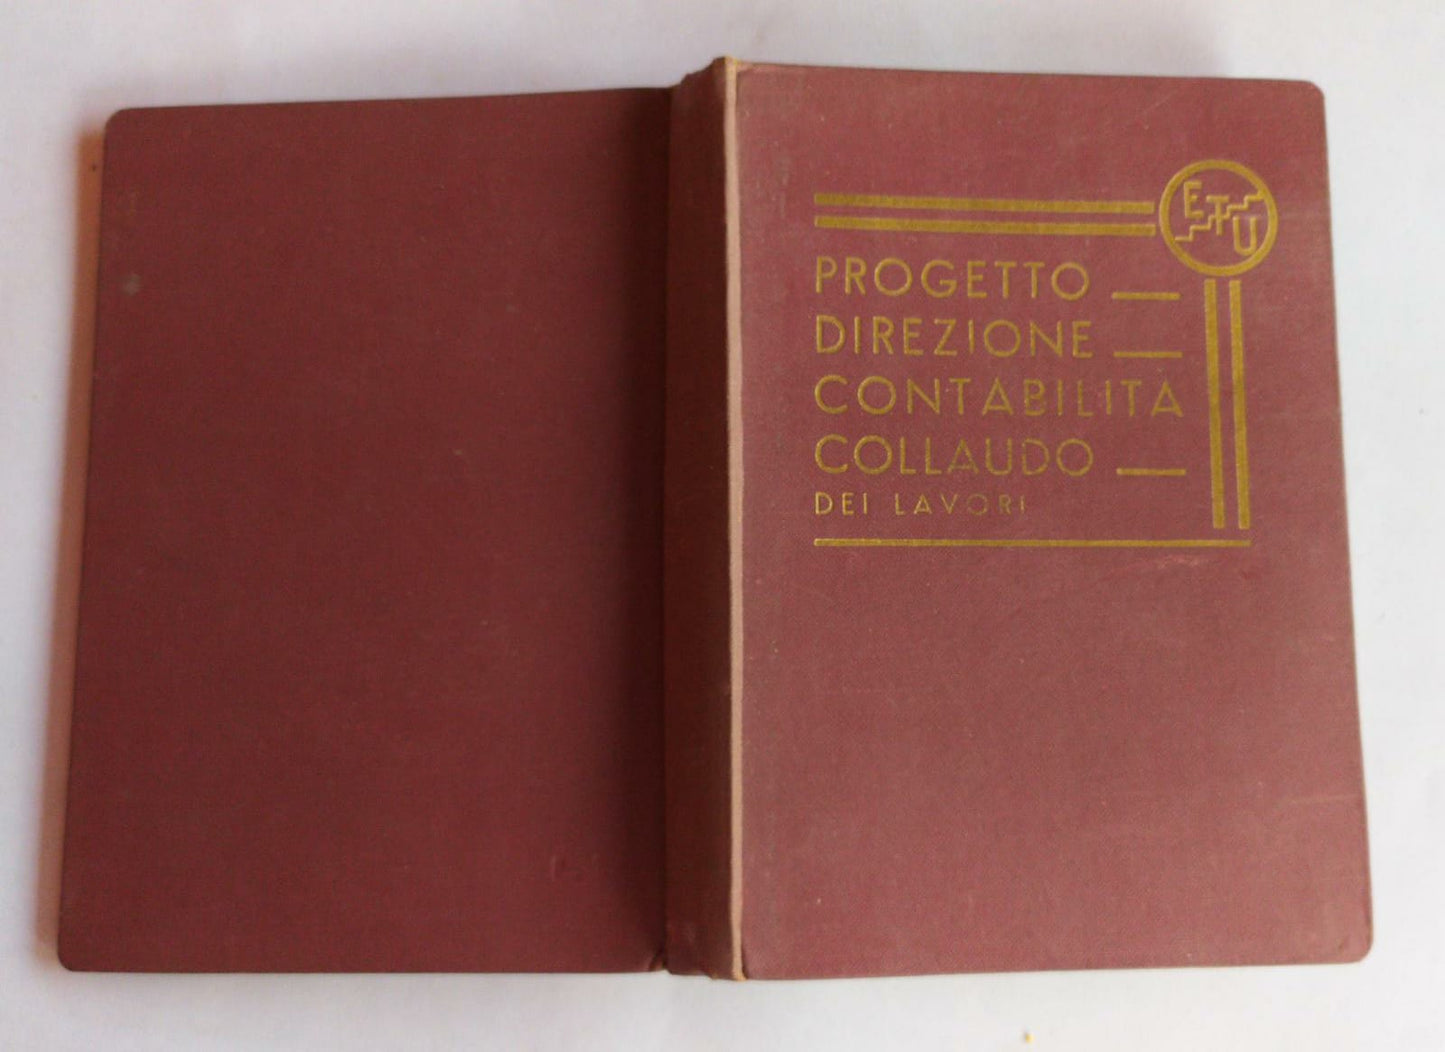 ETU
PROGETTO
DIREZIONE
CONTABILITA
COLLAUDO
DEI LAVORI